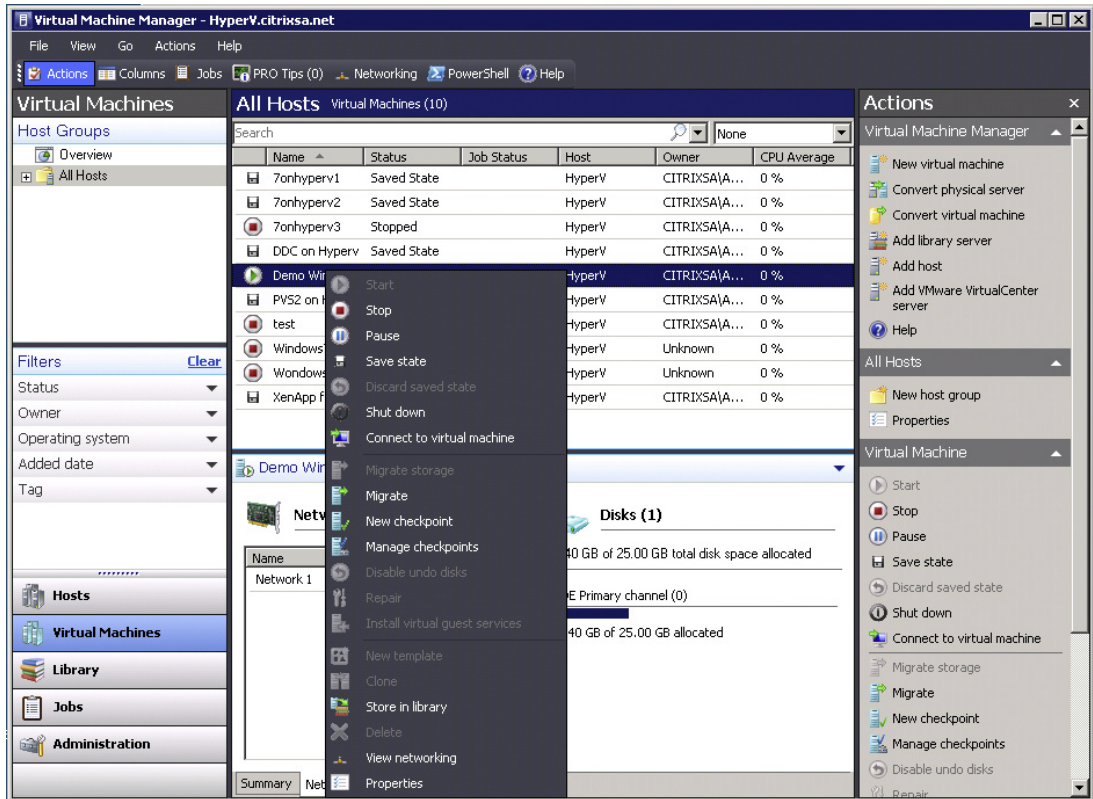 Virtual Machine Manager - HyperV.citrixsa.net
File View Go Actions Help
Actions Columns Jobs PRO Tips (0) Networking PowerShell Help
Virtual Machines
Host Groups
Overview
All Hosts
Filters Clear
Status
Owner
Operating system
Added date
Tag
Hosts
Virtual Machines
Library
Jobs
Administration
All Hosts Virtual Machines (10)
Search None
Name Status Job Status Host Owner CPU Average
7onhyperv1 Saved State HyperV CITRIXSA\A... 0 %
7onhyperv2 Saved State HyperV CITRIXSA\A... 0 %
7onhyperv3 Stopped HyperV CITRIXSA\A... 0 %
DDC on Hyperv Saved State HyperV CITRIXSA\A... 0 %
Demo Win HyperV CITRIXSA\A... 0 %
PVS2 on HyperV CITRIXSA\A... 0 %
test HyperV CITRIXSA\A... 0 %
Windows HyperV Unknown 0 %
Wondows HyperV Unknown 0 %
XenApp f HyperV CITRIXSA\A... 0 %
Start
Stop
Pause
Save state
Discard saved state
Shut down
Connect to virtual machine
Migrate storage
Migrate
New checkpoint
Manage checkpoints
Disable undo disks
Repair
Install virtual guest services
New template
Clone
Store in library
Delete
View networking
Properties
Demo Win
Netw
Name
Network 1
Disks (1)
40 GB of 25.00 GB total disk space allocated
E Primary channel (0)
40 GB of 25.00 GB allocated
Summary Net
Actions
Virtual Machine Manager
New virtual machine
Convert physical server
Convert virtual machine
Add library server
Add host
Add VMware VirtualCenter
server
Help
All Hosts
New host group
Properties
Virtual Machine
Start
Stop
Pause
Save state
Discard saved state
Shut down
Connect to virtual machine
Migrate storage
Migrate
New checkpoint
Manage checkpoints
Disable undo disks
Repair